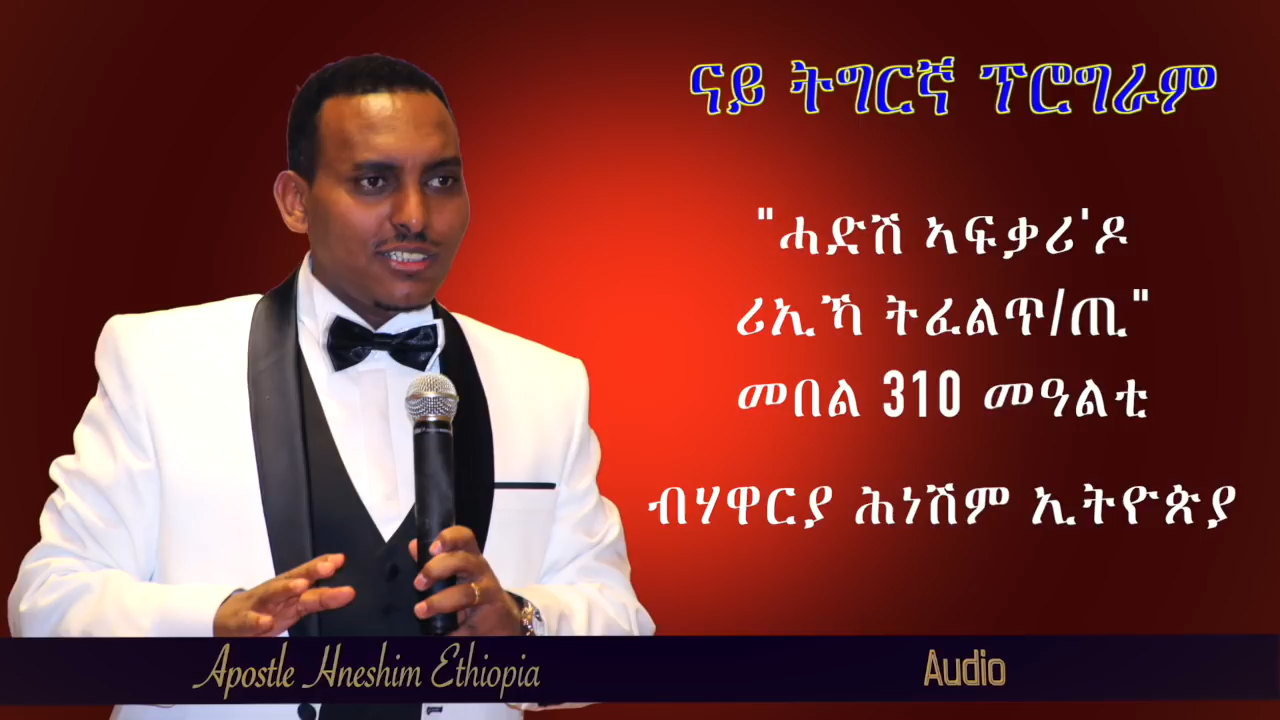 ናይ ትግርኛ ፕሮግራም
"ሓድሽ ኣፍቃሪ'ዶ
ሪኢኻ ትፈልጥ/ጢ"
መበል 310 መዓልቲ
ብሃዋርያ ሕነሽም ኢትዮጵያ
Apostle Hneshim Ethiopia
Audio